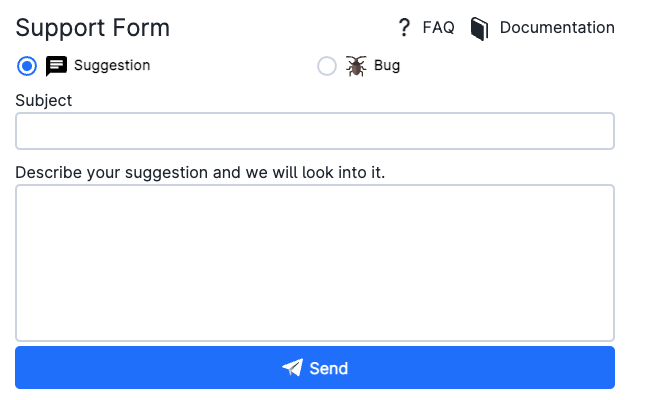 Support Form
? FAQ
Documentation
Suggestion
Bug
Subject
Describe your suggestion and we will look into it.
Send